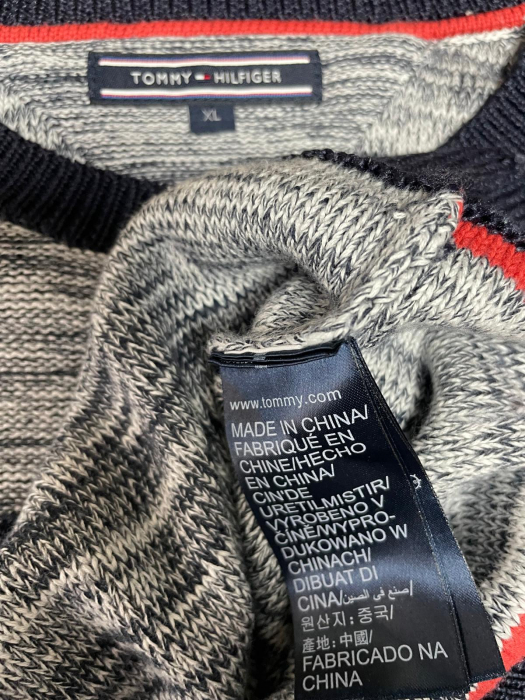 TOMMY HILFIGER
XL
www.tommy.com
MADE IN CHINA/
FABRIQUÉ EN
CHINE/HECHO
EN CHINA/
CIN'DE
URETILMISTIR/
VYROBENO V
ČÍNĚ/WYPRO-
DUKOWANO W
CHINACH/
DIBUAT DI
CINA/صنع في الصين/
원산지: 중국/
產地: 中國/
FABRICADO NA
CHINA